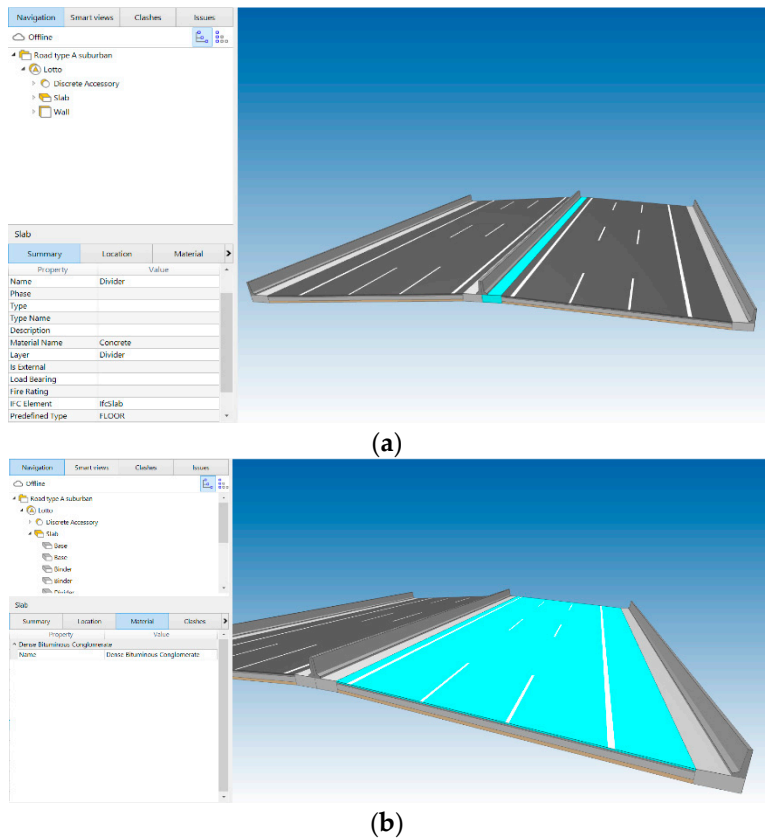 Navigation Smart views Clashes Issues
Offline
Road type A suburban
Lotto
Discrete Accessory
Slab
Wall
Slab
Summary Location Material
Property Value
Name Divider
Phase
Type
Type Name
Description
Material Name Concrete
Layer Divider
Is External
Load Bearing
Fire Rating
IFC Element IfcSlab
Predefined Type FLOOR
(a)
Navigation Smart views Clashes Issues
Offline
Road type A suburban
Lotto
Discrete Accessory
Slab
Base
Base
Binder
Binder
Divider
Slab
Summary Location Material Clashes
Property Value
Dense Bituminous Conglomerate
Name Dense Bituminous Conglomerate
(b)